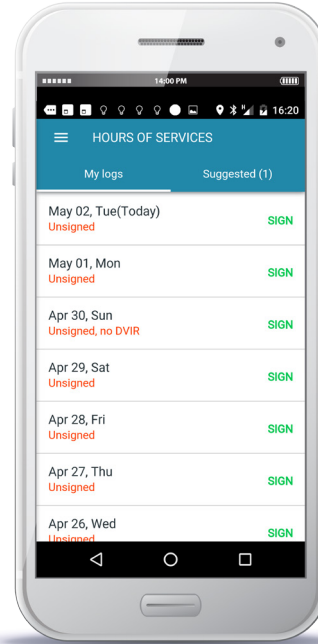 14:00 PM
H 16:20
HOURS OF SERVICES
My logs
Suggested (1)
May 02, Tue(Today)
Unsigned
SIGN
May 01, Mon
Unsigned
SIGN
Apr 30, Sun
Unsigned, no DVIR
SIGN
Apr 29, Sat
Unsigned
SIGN
Apr 28, Fri
Unsigned
SIGN
Apr 27, Thu
Unsigned
SIGN
Apr 26, Wed
Unsigned
SIGN